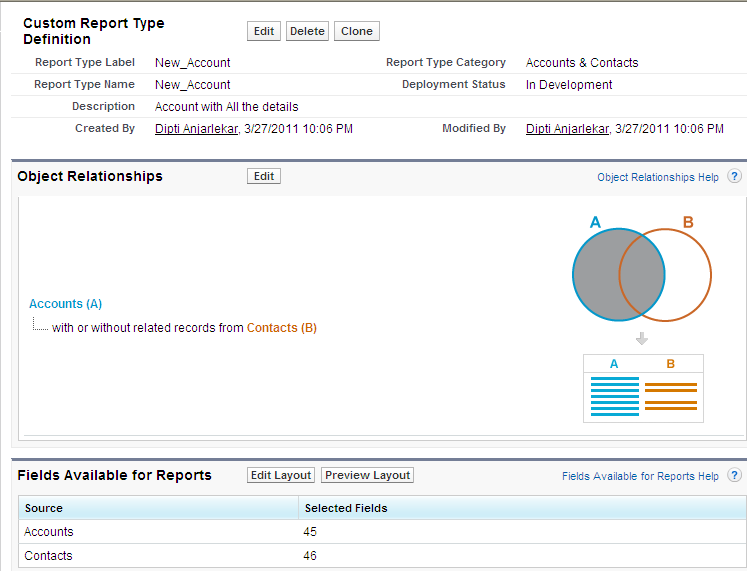 Custom Report Type
Definition
Edit Delete Clone
Report Type Label New_Account Report Type Category Accounts & Contacts
Report Type Name New_Account Deployment Status In Development
Description Account with All the details
Created By Dipti Anjarlekar, 3/27/2011 10:06 PM Modified By Dipti Anjarlekar, 3/27/2011 10:06 PM
Object Relationships Edit Object Relationships Help ?
A B
Accounts (A)
with or without related records from Contacts (B)
A B
Fields Available for Reports Edit Layout Preview Layout Fields Available for Reports Help ?
Source Selected Fields
Accounts 45
Contacts 46